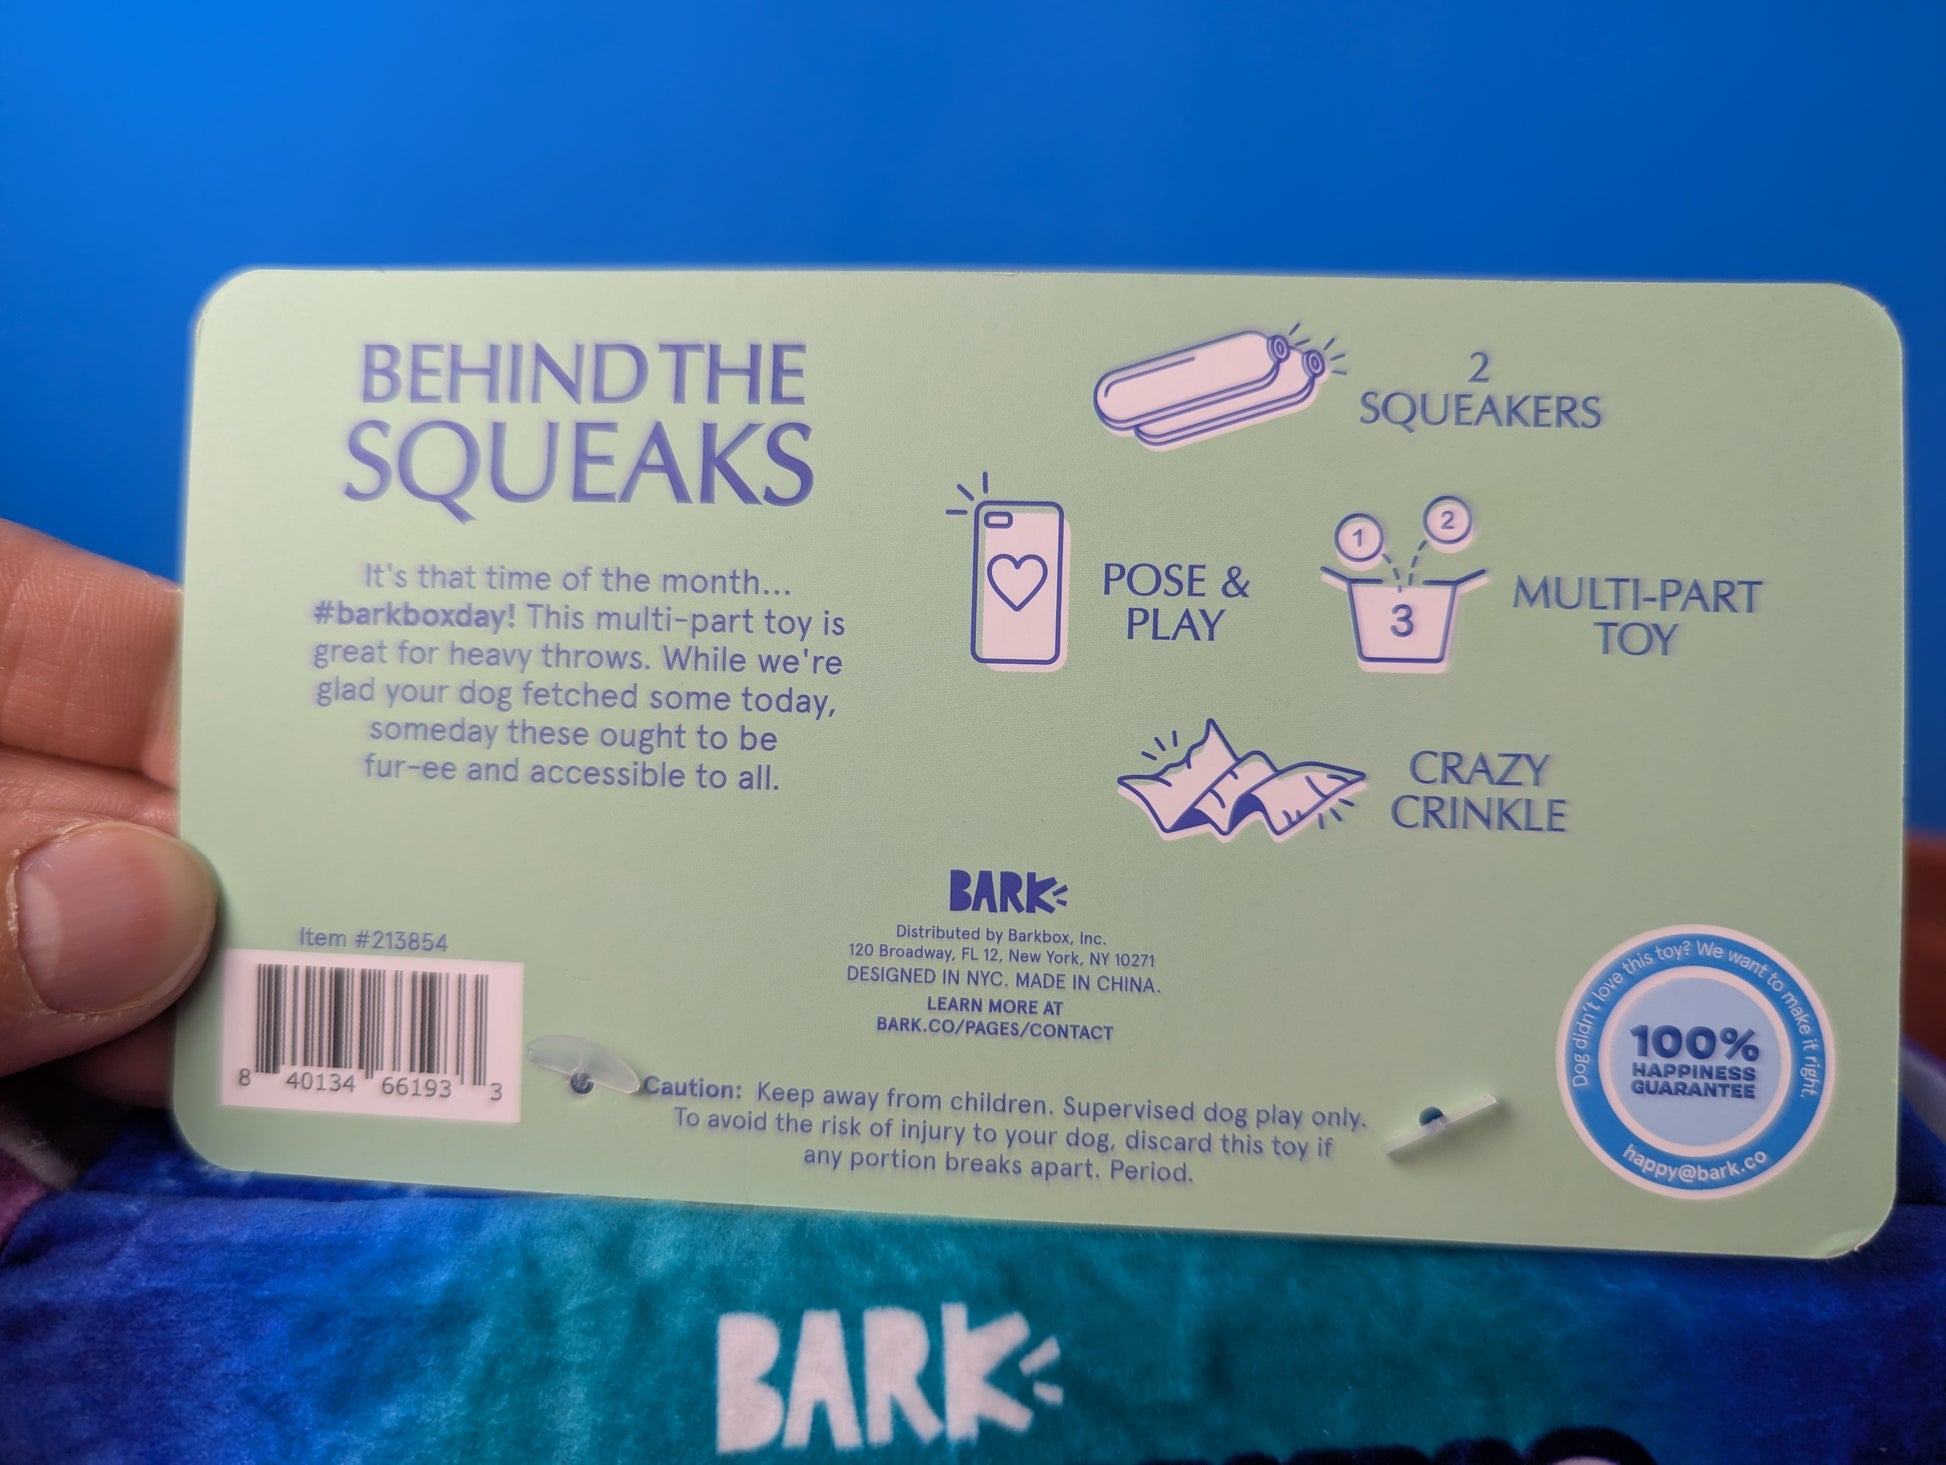 BEHIND THE
SQUEAKS
It's that time of the month...
#barkboxday! This multi-part toy is
great for heavy throws. While we're
glad your dog fetched some today,
someday these ought to be
fur-ee and accessible to all.
2
SQUEAKERS
POSE &
PLAY
1
2
3
MULTI-PART
TOY
CRAZY
CRINKLE
BARK
Distributed by Barkbox, Inc.
120 Broadway, FL 12, New York, NY 10271
DESIGNED IN NYC. MADE IN CHINA.
LEARN MORE AT
BARK.CO/PAGES/CONTACT
Item #213854
8 40134 66193 3
Caution: Keep away from children. Supervised dog play only.
To avoid the risk of injury to your dog, discard this toy if
any portion breaks apart. Period.
Dog didn't love this toy? We want to make it right.
100%
HAPPINESS
GUARANTEE
happy@bark.co
BARK